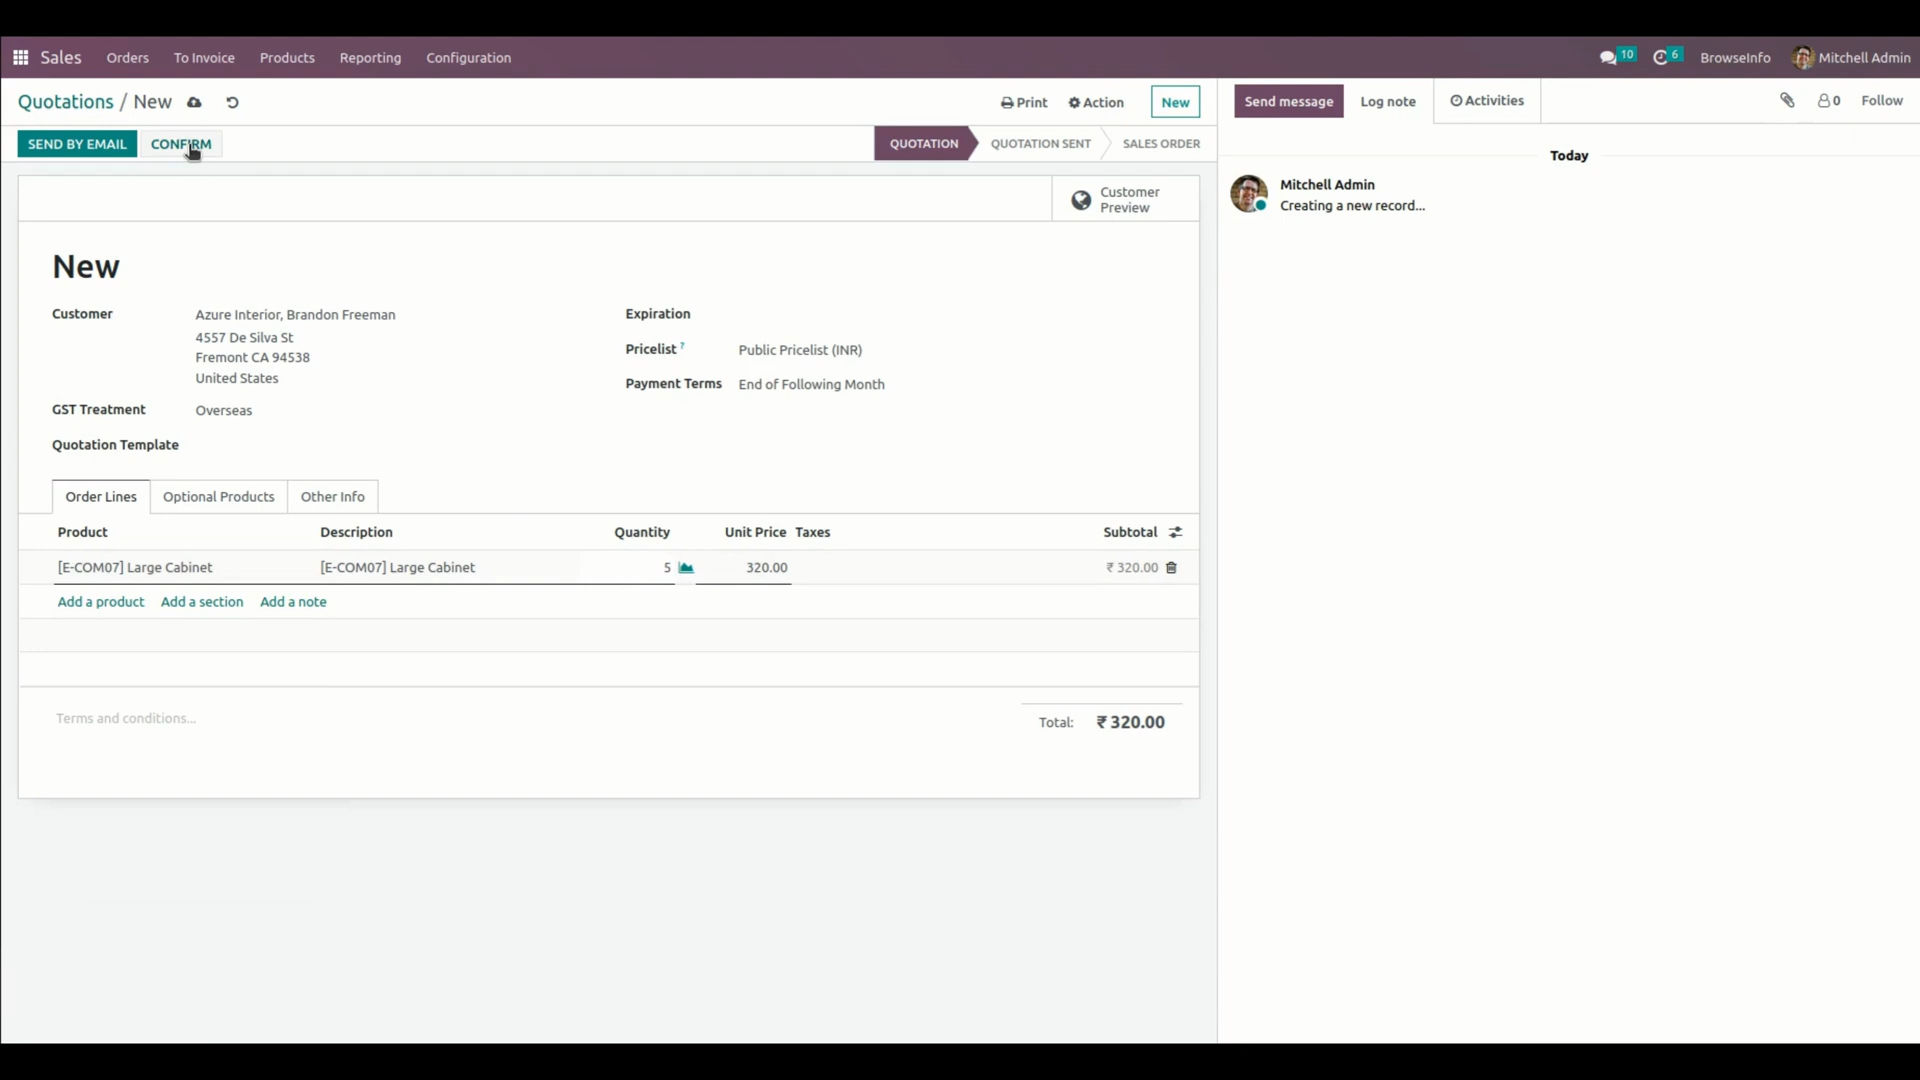 Sales Orders To Invoice Products Reporting Configuration 10 6 BrowseInfo Mitchell Admin
Quotations / New Print Action New
SEND BY EMAIL CONFIRM QUOTATION QUOTATION SENT SALES ORDER
Customer
Preview
New
Customer Azure Interior, Brandon Freeman
4557 De Silva St
Fremont CA 94538
United States
GST Treatment Overseas
Quotation Template
Expiration
Pricelist ? Public Pricelist (INR)
Payment Terms End of Following Month
Order Lines Optional Products Other Info
Product Description Quantity Unit Price Taxes Subtotal
[E-COM07] Large Cabinet [E-COM07] Large Cabinet 5 320.00 ₹ 320.00
Add a product Add a section Add a note
Terms and conditions...
Total: ₹ 320.00
Send message Log note Activities 0 Follow
Today
Mitchell Admin
Creating a new record...